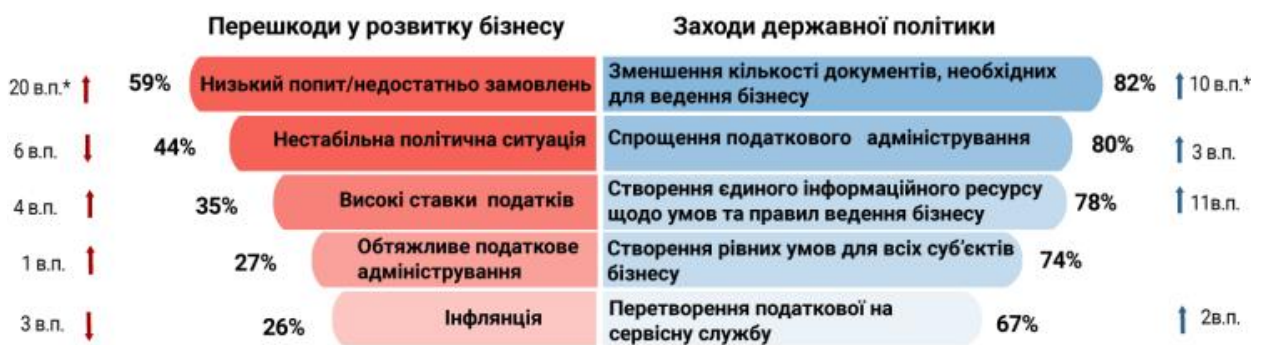 Перешкоди у розвитку бізнесу
Заходи державної політики
20 в.п.*
59%
Низький попит/недостатньо замовлень
Зменшення кількості документів, необхідних
для ведення бізнесу
82%
10 в.п.*
6 в.п.
44%
Нестабільна політична ситуація
Спрощення податкового адміністрування
80%
3 в.п.
4 в.п.
35%
Високі ставки податків
Створення єдиного інформаційного ресурсу
щодо умов та правил ведення бізнесу
78%
11в.п.
1 в.п.
27%
Обтяжливе податкове
адміністрування
Створення рівних умов для всіх суб’єктів
бізнесу
74%
3 в.п.
26%
Інфлянція
Перетворення податкової на
сервісну службу
67%
2в.п.